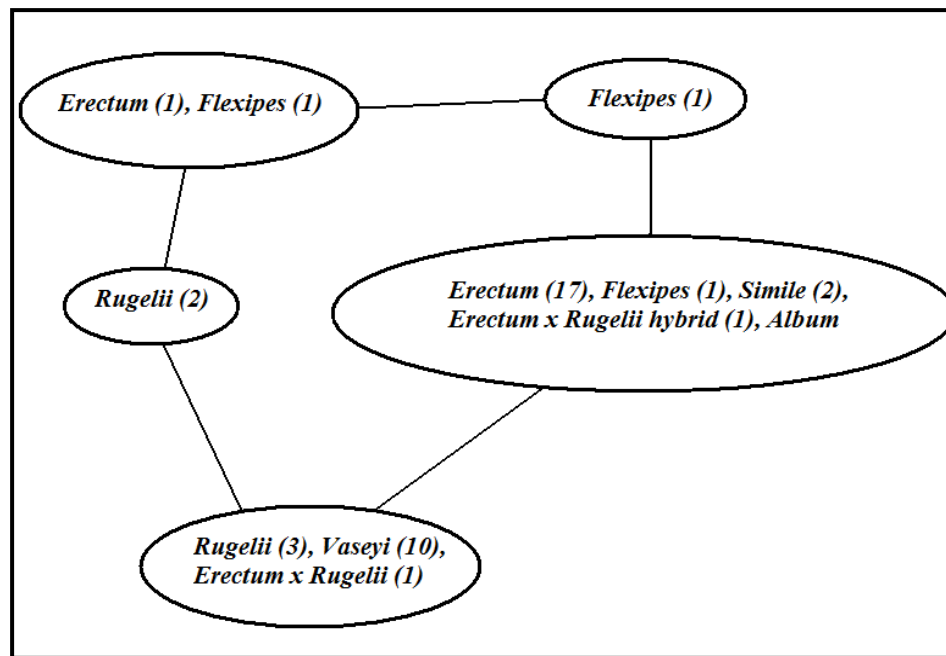 Erectum (1), Flexipes (1)
Flexipes (1)
Rugelii (2)
Erectum (17), Flexipes (1), Simile (2),
Erectum x Rugelii hybrid (1), Album
Rugelii (3), Vaseyi (10),
Erectum x Rugelii (1)